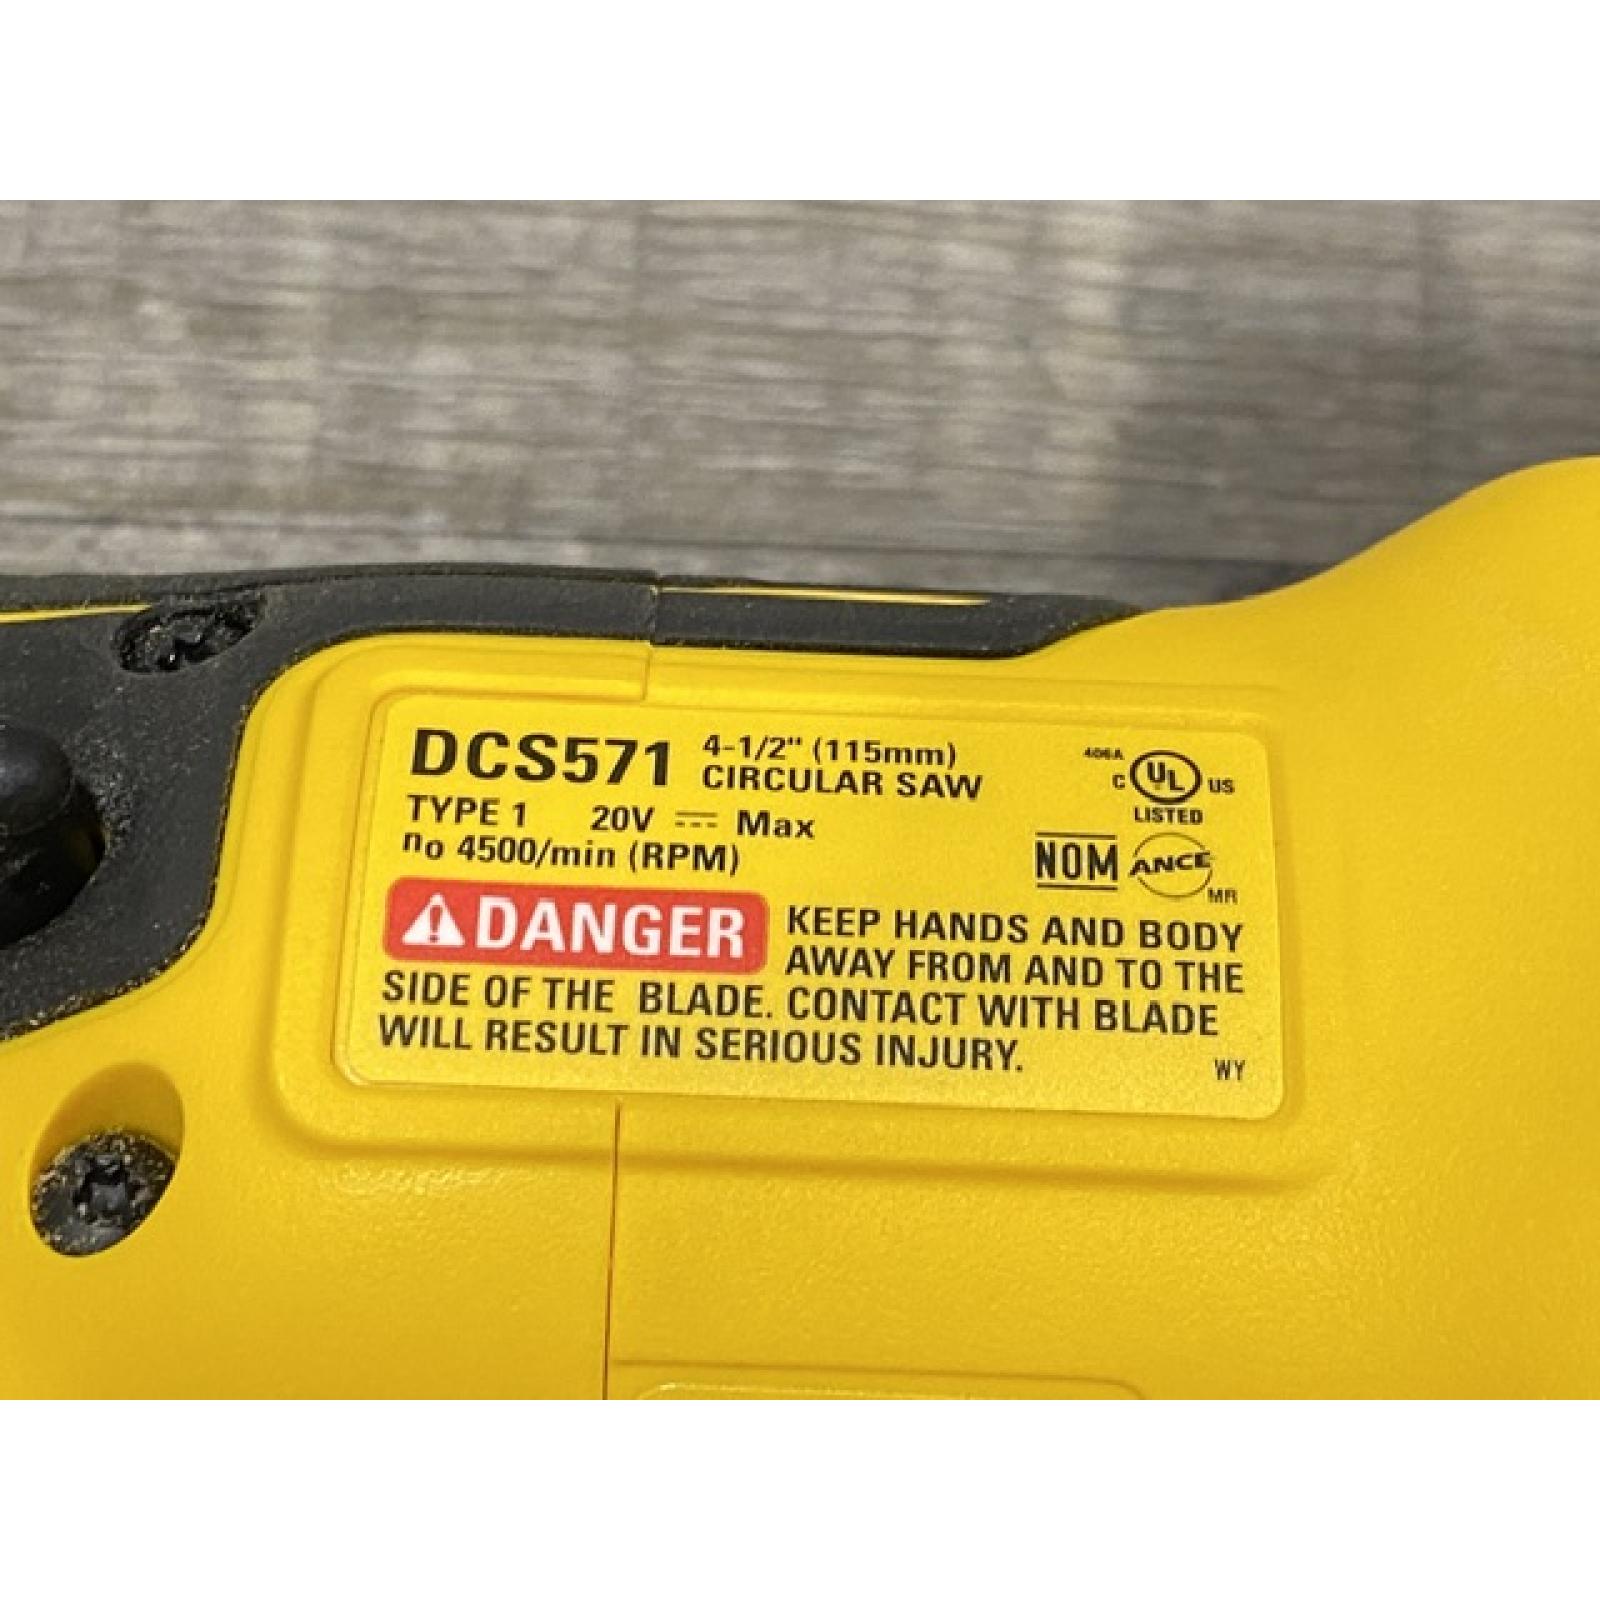 DCS571 4-1/2" (115mm)
CIRCULAR SAW
406A
C UL US
LISTED
TYPE 1 20V ⎓ Max
no 4500/min (RPM)
NOM ANCE
MR
⚠DANGER KEEP HANDS AND BODY
AWAY FROM AND TO THE
SIDE OF THE BLADE. CONTACT WITH BLADE
WILL RESULT IN SERIOUS INJURY.
WY